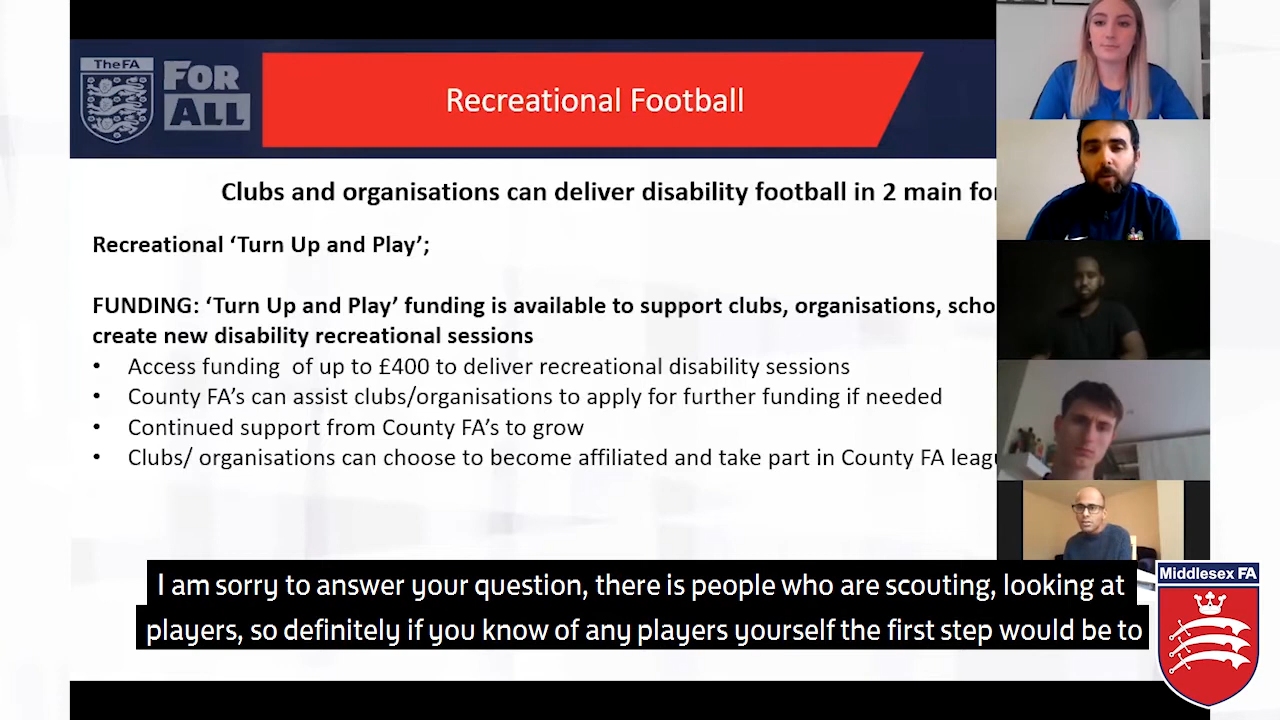 TheFA
FOR
ALL
Recreational Football
Clubs and organisations can deliver disability football in 2 main for
Recreational ‘Turn Up and Play’;
FUNDING: ‘Turn Up and Play’ funding is available to support clubs, organisations, scho
create new disability recreational sessions
• Access funding of up to £400 to deliver recreational disability sessions
• County FA’s can assist clubs/organisations to apply for further funding if needed
• Continued support from County FA’s to grow
• Clubs/ organisations can choose to become affiliated and take part in County FA leagu
I am sorry to answer your question, there is people who are scouting, looking at
players, so definitely if you know of any players yourself the first step would be to
Middlesex FA